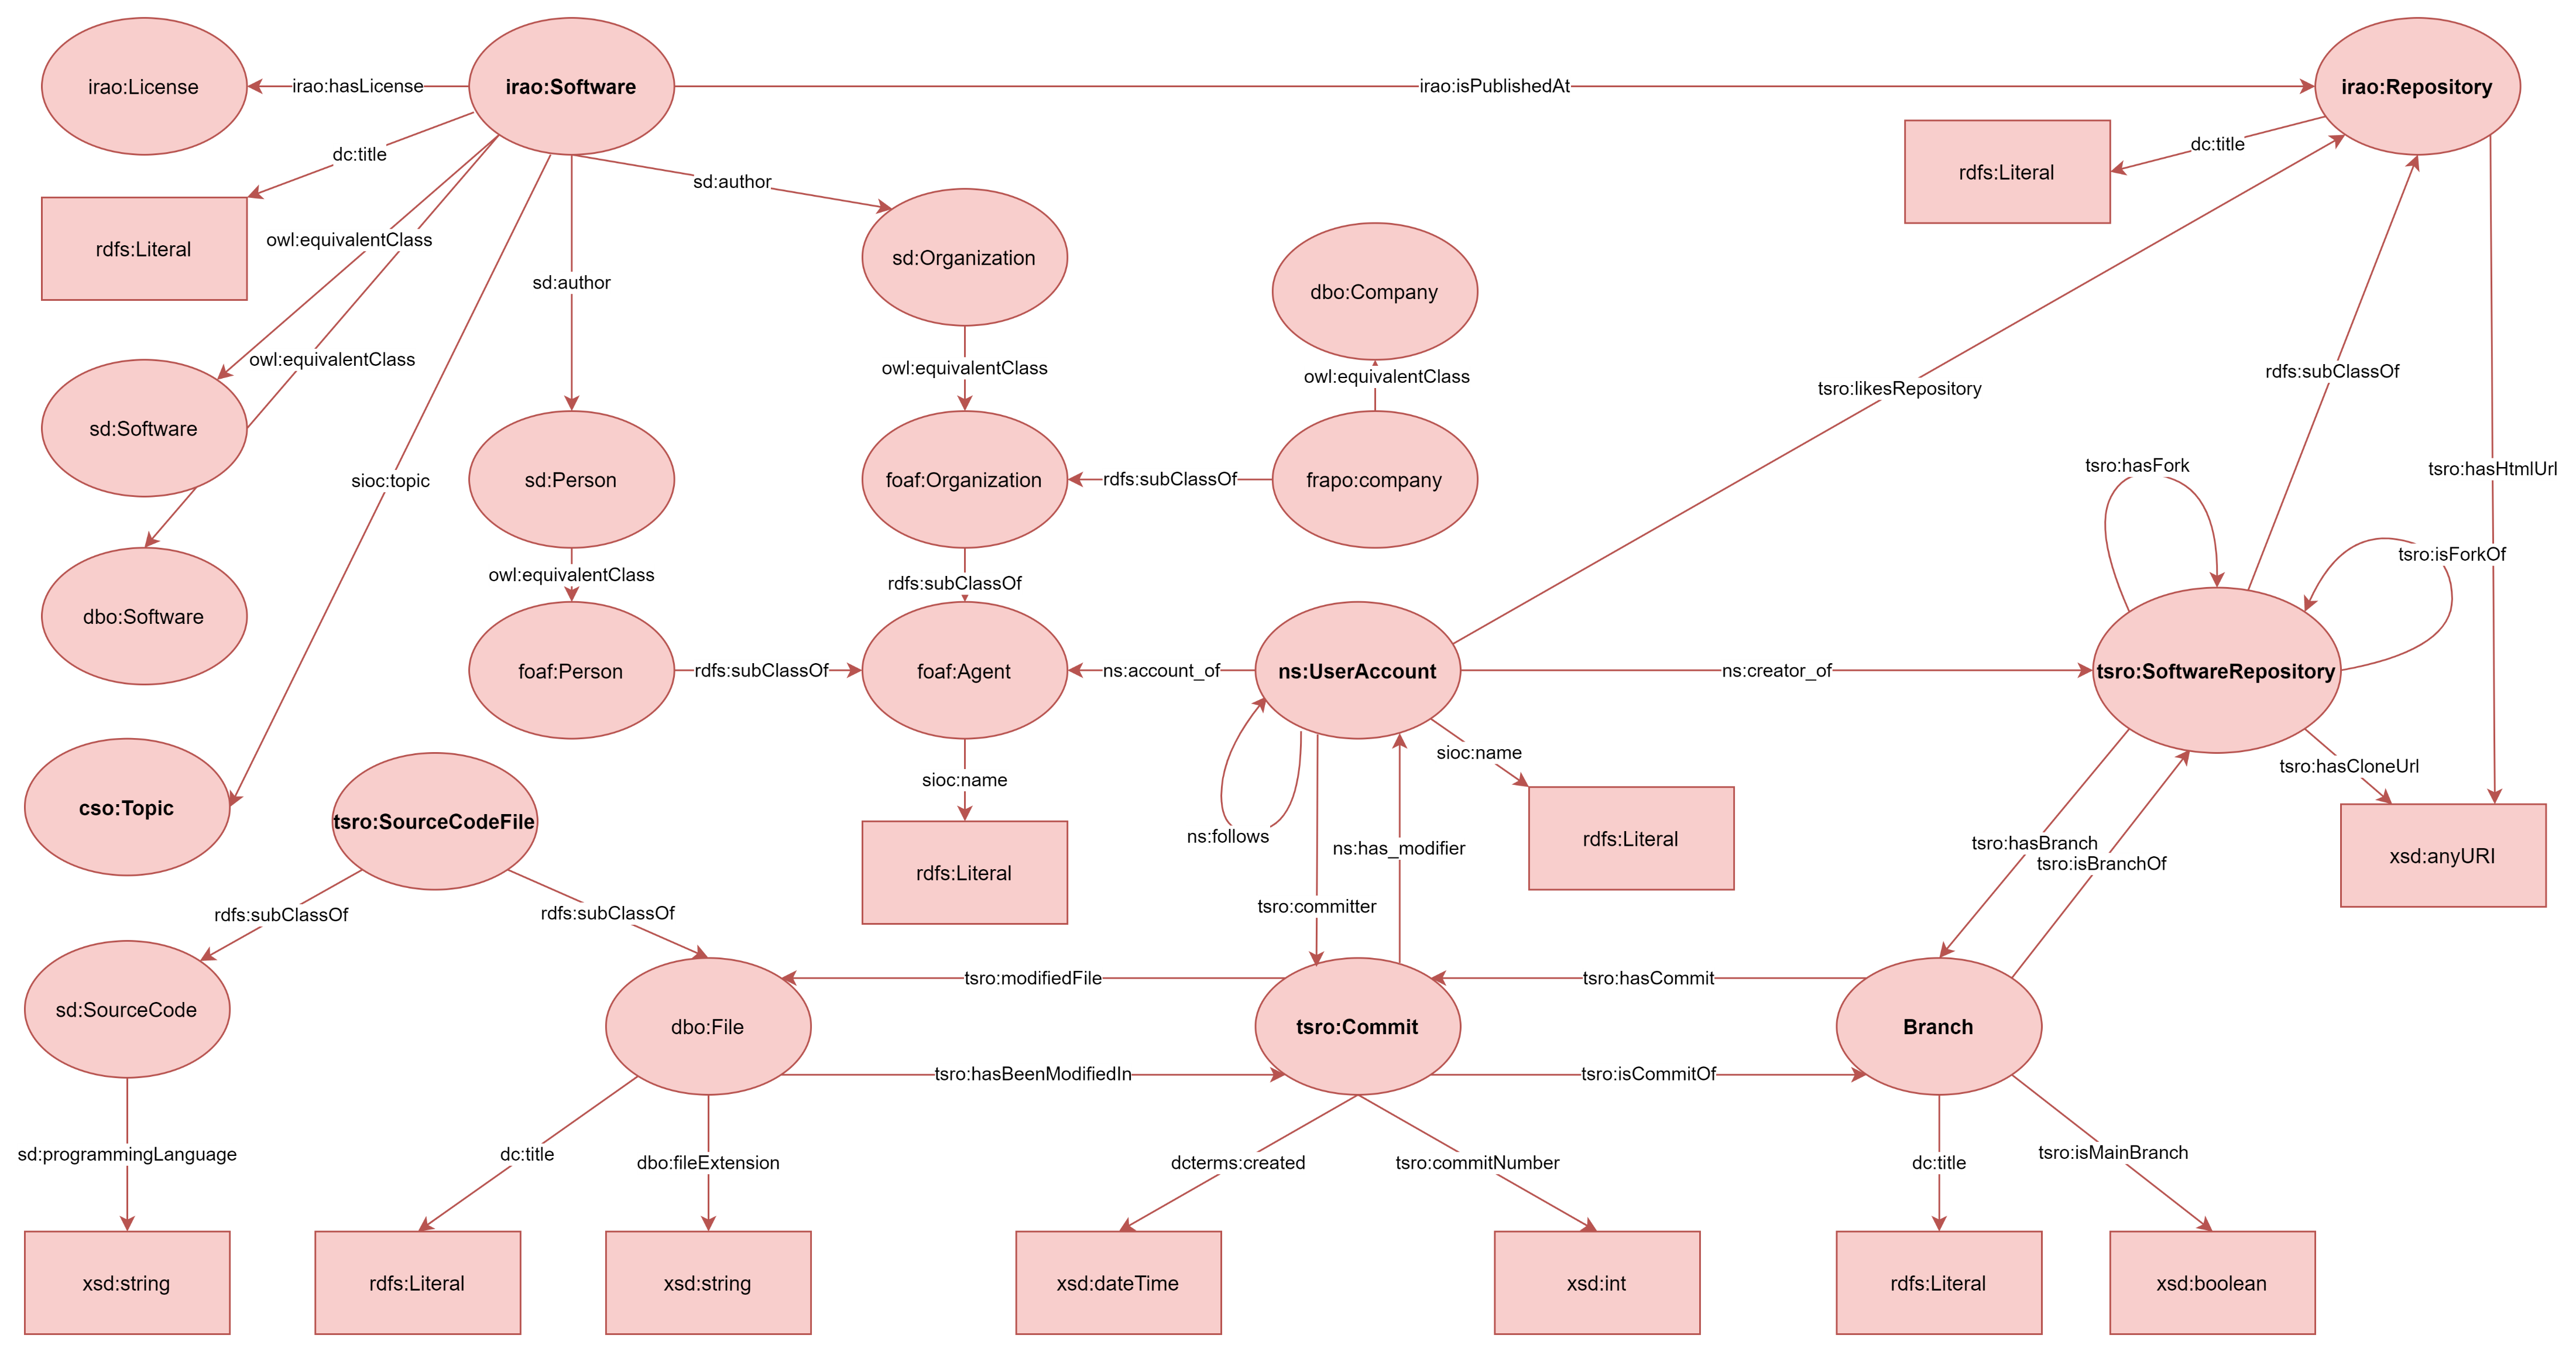 irao:License
irao:hasLicense
irao:Software
irao:isPublishedAt
irao:Repository
dc:title
dc:title
rdfs:Literal
sd:author
owl:equivalentClass
rdfs:Literal
sd:Organization
sd:author
dbo:Company
owl:equivalentClass
owl:equivalentClass
owl:equivalentClass
rdfs:subClassOf
tsro:likesRepository
sd:Software
sioc:topic
sd:Person
foaf:Organization
rdfs:subClassOf
frapo:company
tsro:hasFork
tsro:hasHtmlUrl
tsro:isForkOf
owl:equivalentClass
rdfs:subClassOf
dbo:Software
foaf:Person
rdfs:subClassOf
foaf:Agent
ns:account_of
ns:UserAccount
ns:creator_of
tsro:SoftwareRepository
sioc:name
sioc:name
tsro:hasCloneUrl
cso:Topic
tsro:SourceCodeFile
ns:follows
ns:has_modifier
rdfs:Literal
tsro:hasBranch
tsro:isBranchOf
xsd:anyURI
rdfs:Literal
tsro:committer
rdfs:subClassOf
rdfs:subClassOf
tsro:modifiedFile
tsro:hasCommit
sd:SourceCode
dbo:File
tsro:Commit
Branch
tsro:hasBeenModifiedIn
tsro:isCommitOf
sd:programmingLanguage
dc:title
dbo:fileExtension
dcterms:created
tsro:commitNumber
dc:title
tsro:isMainBranch
xsd:string
rdfs:Literal
xsd:string
xsd:dateTime
xsd:int
rdfs:Literal
xsd:boolean